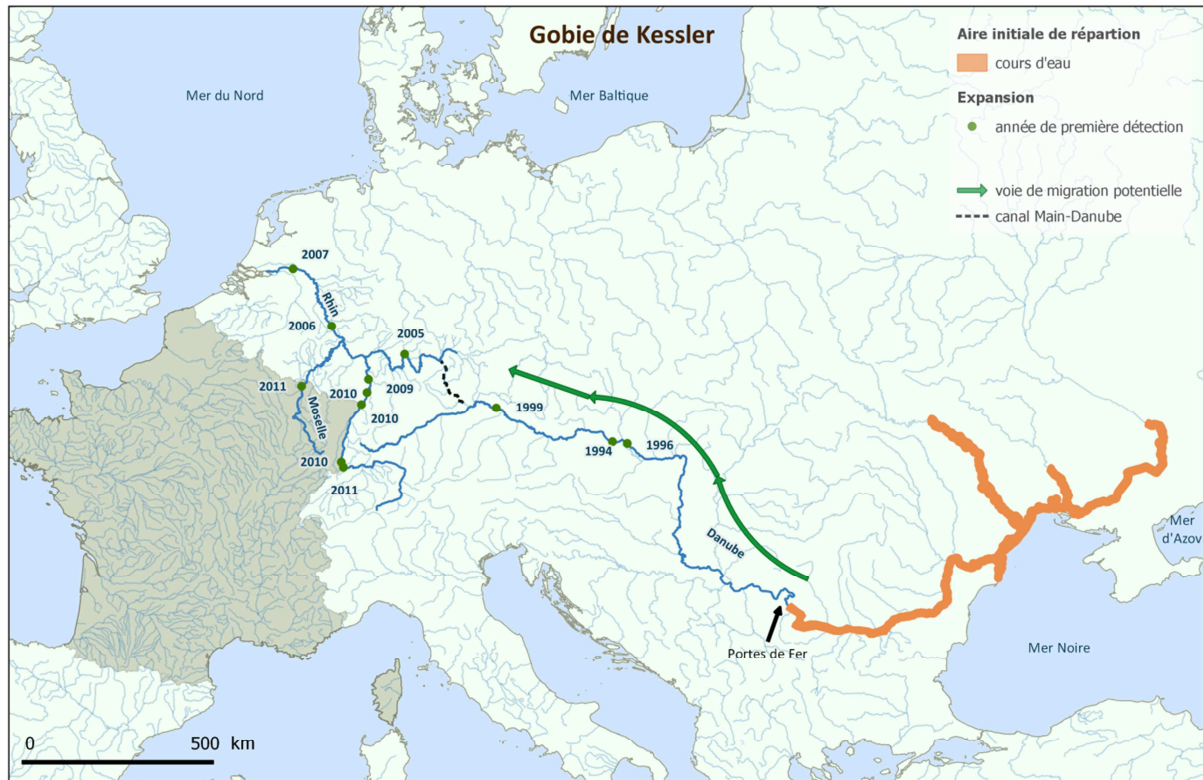 Gobie de Kessler
Aire initiale de répartion
cours d'eau
Expansion
année de première détection
voie de migration potentielle
canal Main-Danube
Mer du Nord
Mer Baltique
2007
Rhin
2006
2005
2011
Moselle
2010
2009
2010
1999
1994
1996
2010
2011
Danube
Mer
d'Azov
Portes de Fer
Mer Noire
0
500 km